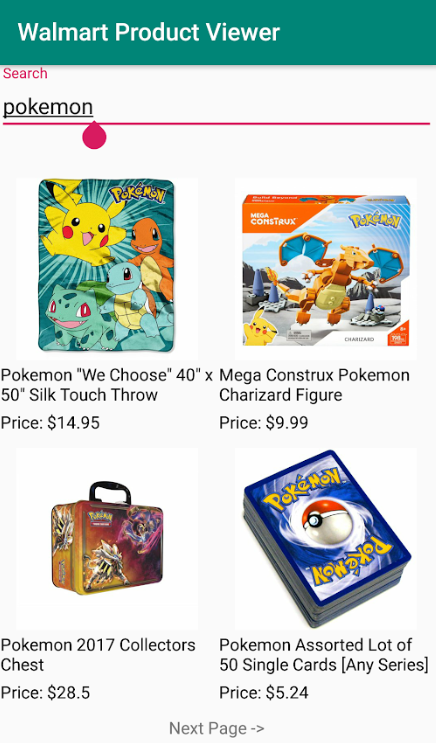 Walmart Product Viewer
Search
pokemon
POKéMON
MEGA
CONSTRUX
POKéMON
CHARIZARD
Pokemon "We Choose" 40" x
50" Silk Touch Throw
Price: $14.95
Mega Construx Pokemon
Charizard Figure
Price: $9.99
POKéMON
POKéMON
POKéMON
Pokemon 2017 Collectors
Chest
Price: $28.5
Pokemon Assorted Lot of
50 Single Cards [Any Series]
Price: $5.24
Next Page ->